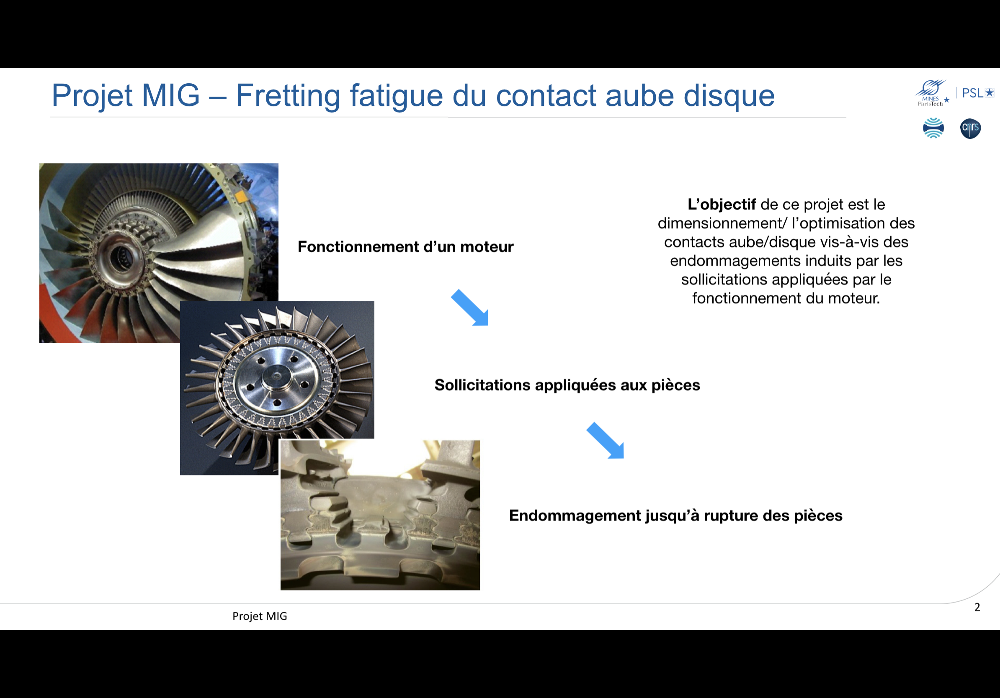 Projet MIG – Fretting fatigue du contact aube disque
MINES
ParisTech
PSL
cnrs
Fonctionnement d’un moteur
L’objectif de ce projet est le
dimensionnement/ l’optimisation des
contacts aube/disque vis-à-vis des
endommagements induits par les
sollicitations appliquées par le
fonctionnement du moteur.
Sollicitations appliquées aux pièces
Endommagement jusqu’à rupture des pièces
Projet MIG
2